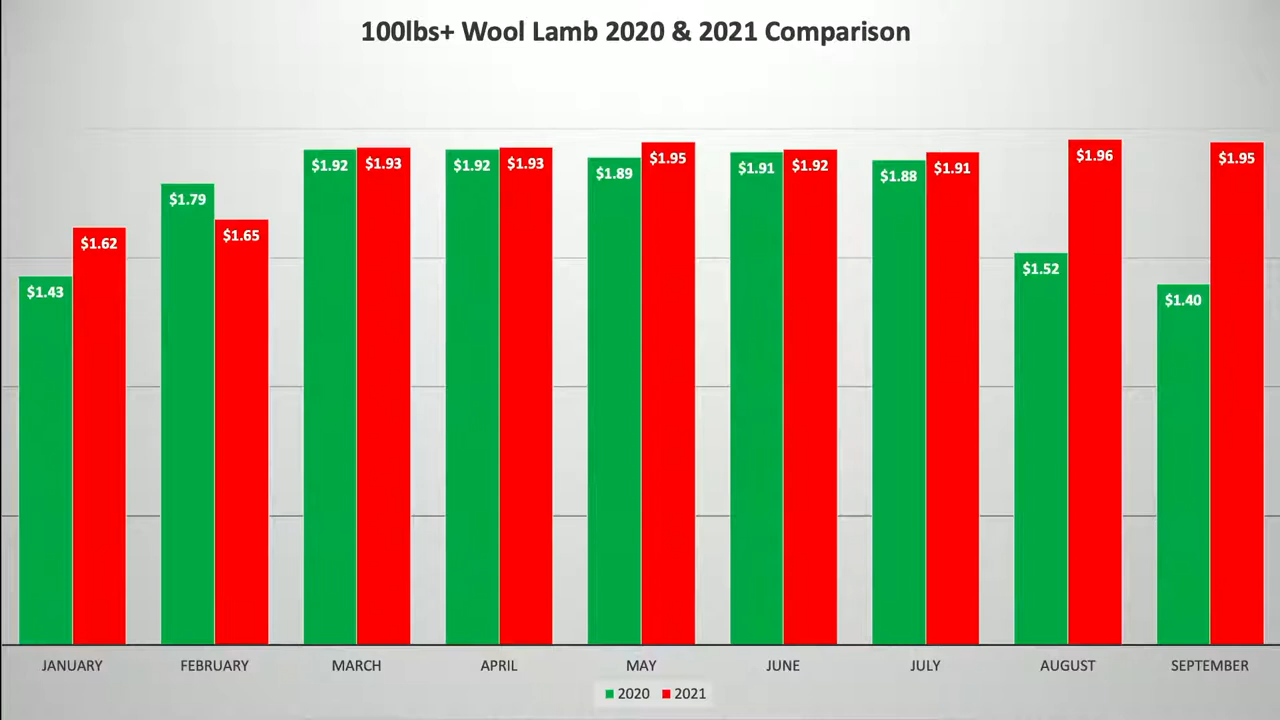 100lbs+ Wool Lamb 2020 & 2021 Comparison
$1.43 $1.62 $1.79 $1.65 $1.92 $1.93 $1.92 $1.93 $1.89 $1.95 $1.91 $1.92 $1.88 $1.91 $1.52 $1.96 $1.40 $1.95
JANUARY FEBRUARY MARCH APRIL MAY JUNE JULY AUGUST SEPTEMBER
2020 2021